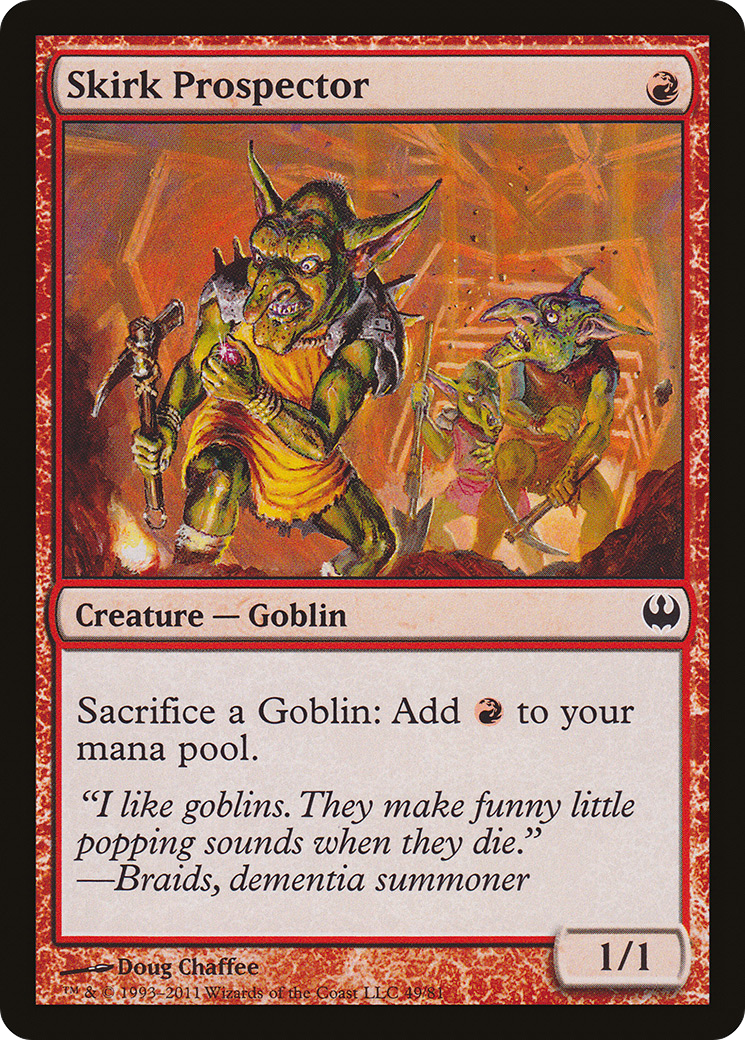 Skirk Prospector
Creature — Goblin
Sacrifice a Goblin: Add to your
mana pool.
“I like goblins. They make funny little
popping sounds when they die.”
—Braids, dementia summoner
1/1
Doug Chaffee
™ & © 1993–2011 Wizards of the Coast LLC 49/81